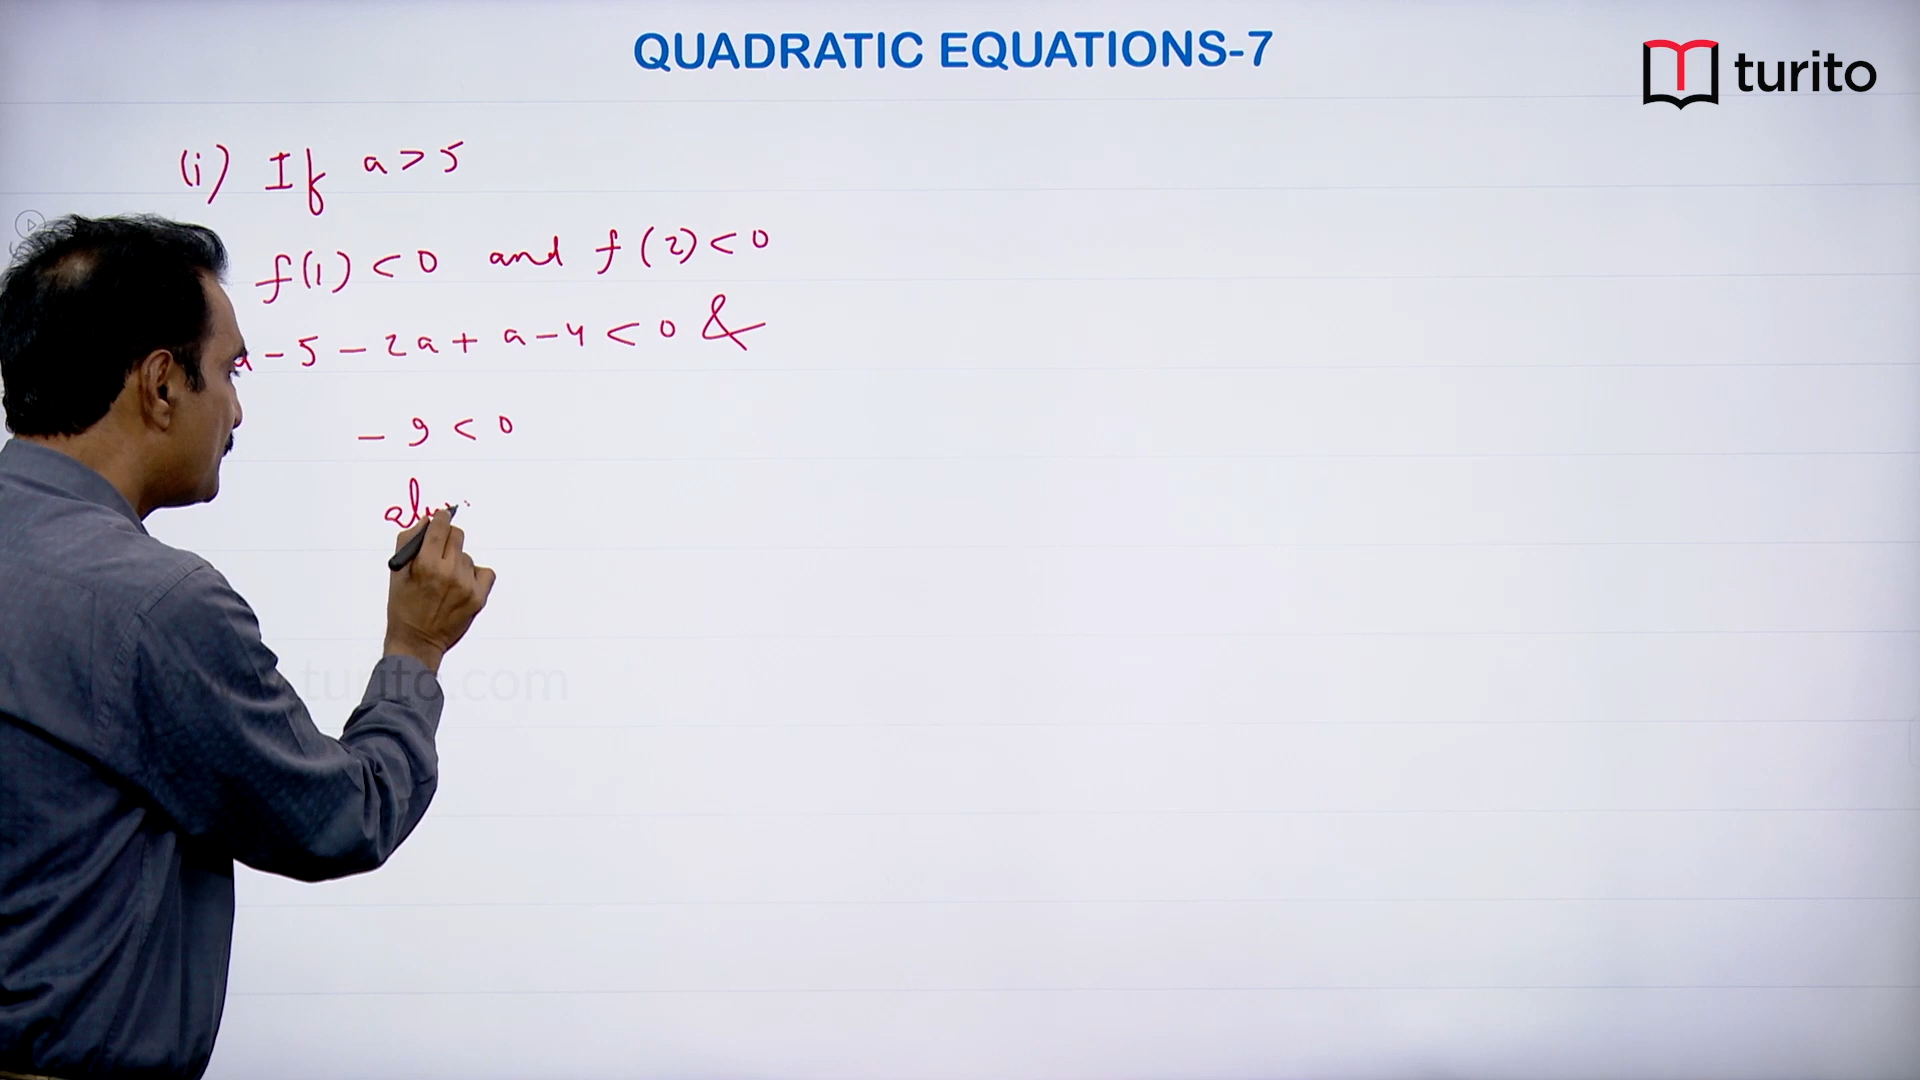 QUADRATIC EQUATIONS-7
turito
(i) If a > 5
f(1) < 0 and f(2) < 0
a - 5 - 2a + a - 4 < 0 &
- 9 < 0
www.turito.com